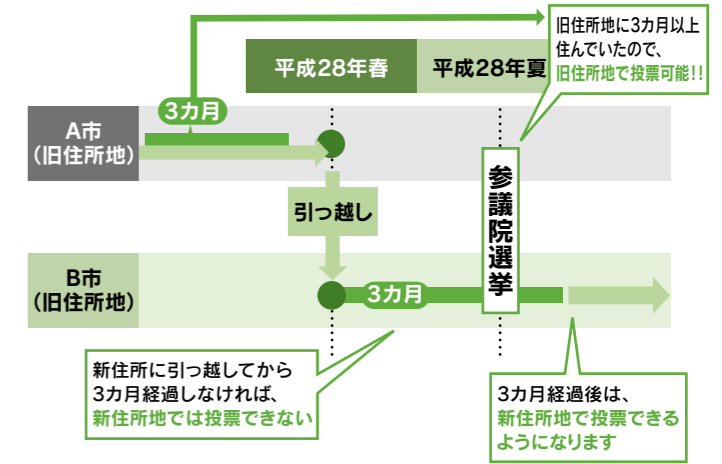 旧住所地に3カ月以上
住んでいたので、
旧住所地で投票可能!!
平成28年春
平成28年夏
3カ月
A市
（旧住所地）
引っ越し
参議院選挙
B市
（旧住所地）
3カ月
新住所に引っ越してから
3カ月経過しなければ、
新住所地では投票できない
3カ月経過後は、
新住所地で投票できる
ようになります